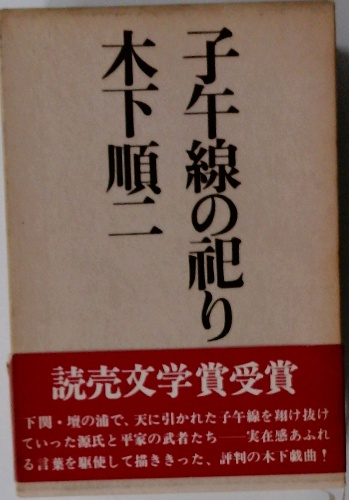 子午線の祀り
木下順二
読売文学賞受賞
下関・壇の浦で、天に引かれた子午線を翔け抜け
ていった源氏と平家の武者たち――実在感あふれ
る言葉を駆使して描ききった、評判の木下戯曲！